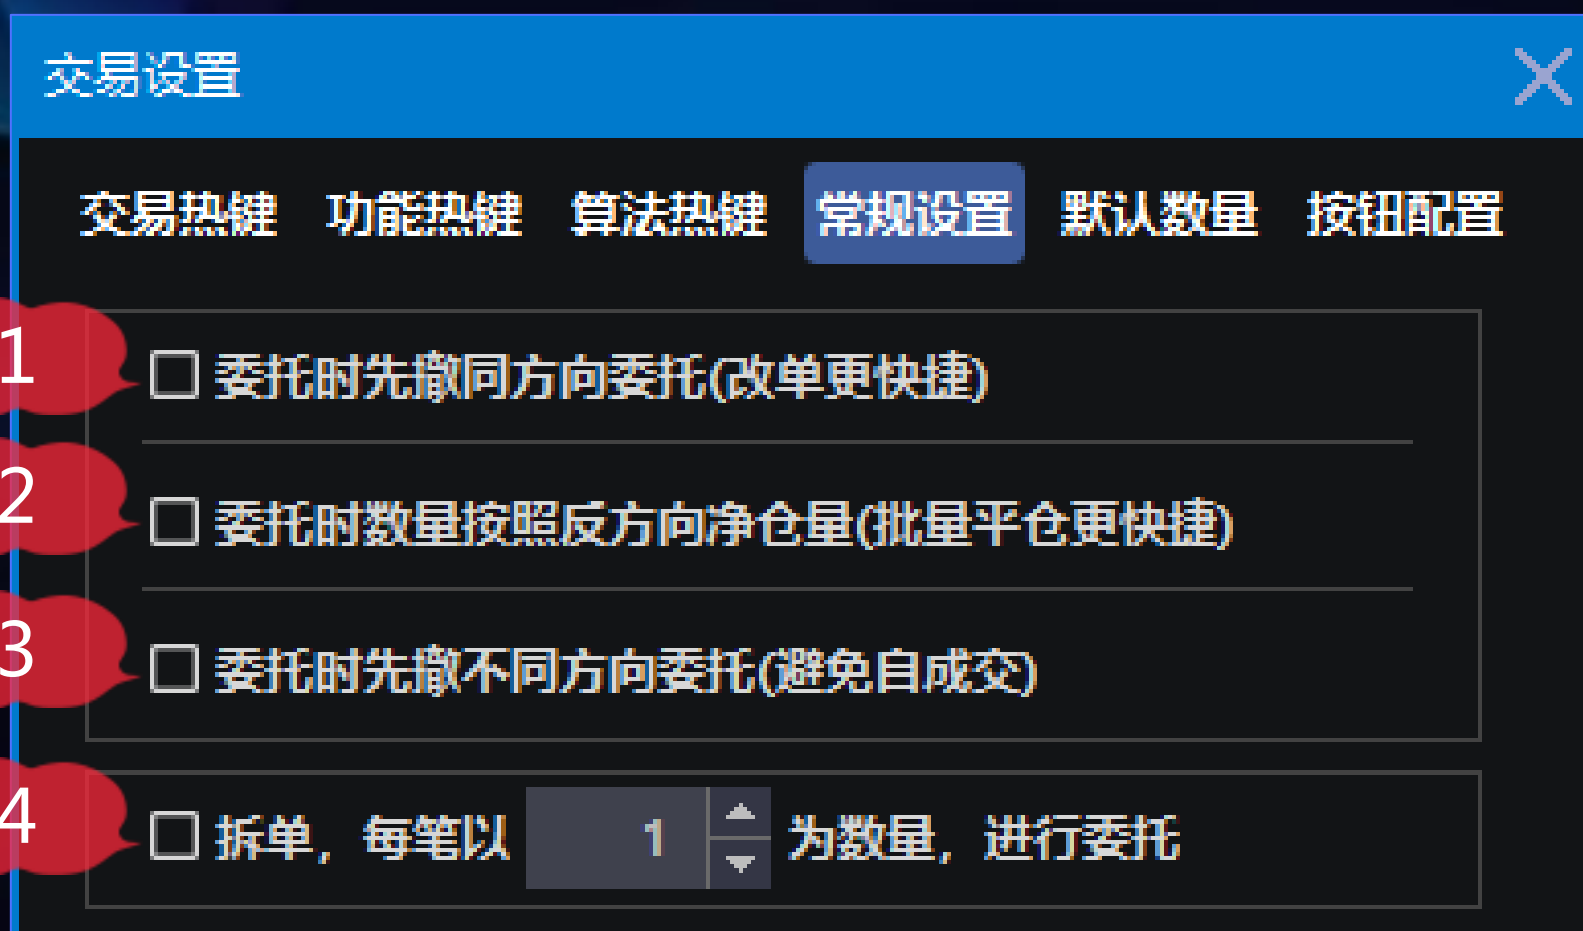 交易设置
交易热键 功能热键 算法热键 常规设置 默认数量 按钮配置
1 委托时先撤同方向委托(改单更快捷)
2 委托时数量按照反方向净仓量(批量平仓更快捷)
3 委托时先撤不同方向委托(避免自成交)
4 拆单，每笔以 1 为数量，进行委托